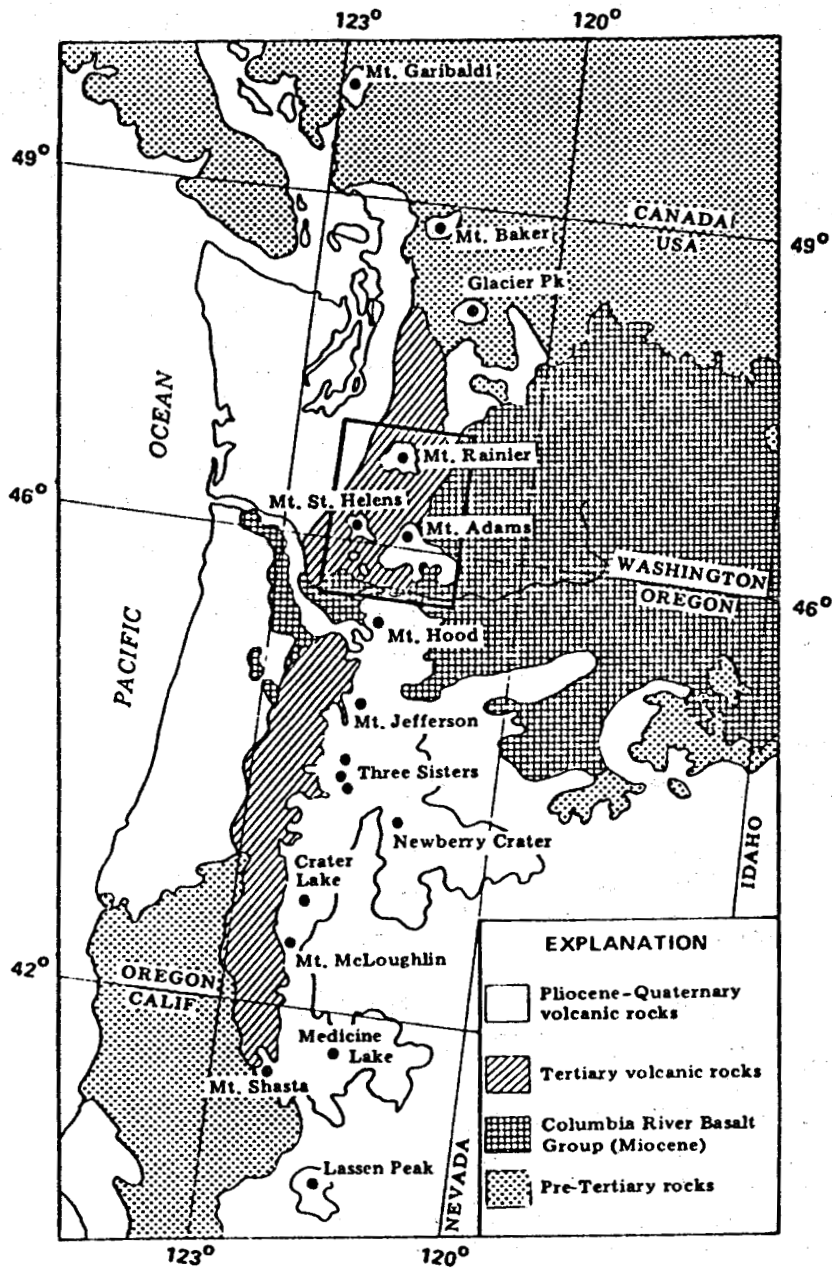 123°
120°
Mt. Garibaldi
49°
CANADA
USA
49°
Mt. Baker
Glacier Pk
OCEAN
Mt. Rainier
46°
Mt. St. Helens
Mt. Adams
WASHINGTON
OREGON
46°
PACIFIC
Mt. Hood
Mt. Jefferson
Three Sisters
Newberry Crater
Crater
Lake
IDAHO
Mt. McLoughlin
42°
OREGON
CALIF
Medicine
Lake
Mt. Shasta
Lassen Peak
NEVADA
EXPLANATION
Pliocene-Quaternary
volcanic rocks
Tertiary volcanic rocks
Columbia River Basalt
Group (Miocene)
Pre-Tertiary rocks
123°
120°